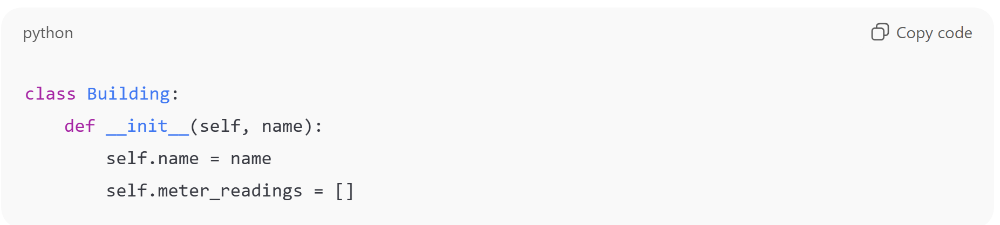 python
Copy code
class Building:
    def __init__(self, name):
        self.name = name
        self.meter_readings = []